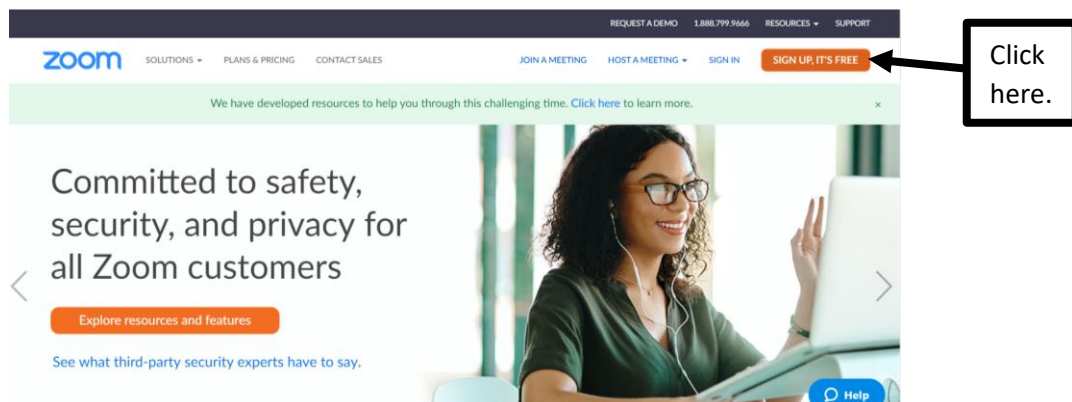 REQUEST A DEMO 1.888.799.9666 RESOURCES SUPPORT
zoom SOLUTIONS PLANS & PRICING CONTACT SALES JOIN A MEETING HOST A MEETING SIGN IN SIGN UP, IT'S FREE
Click
here.
We have developed resources to help you through this challenging time. Click here to learn more. ×
Committed to safety,
security, and privacy for
all Zoom customers
Explore resources and features
See what third-party security experts have to say.
Help